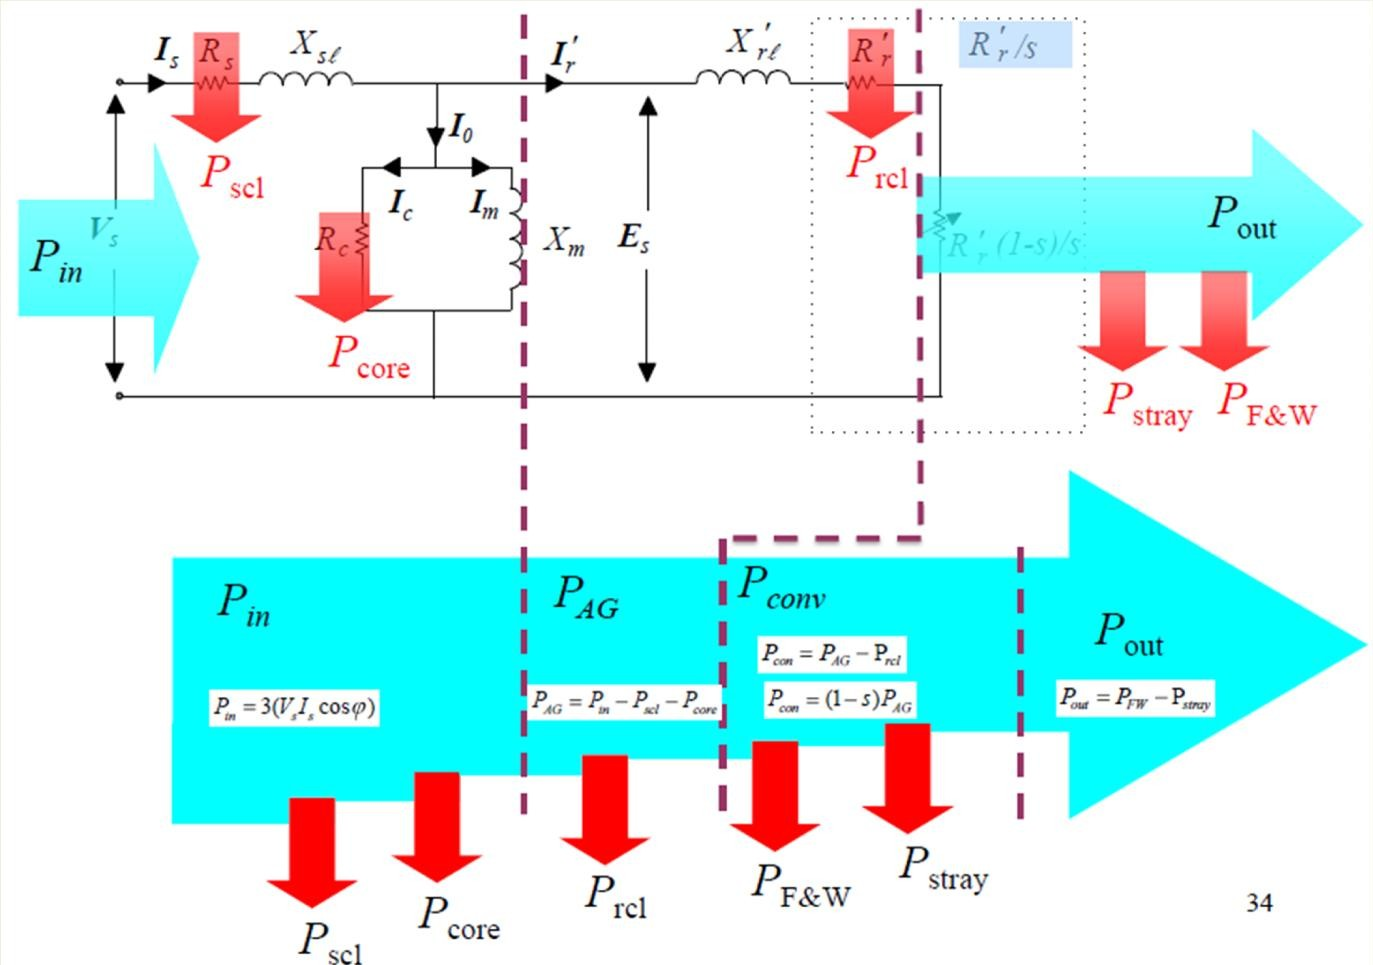 I_s R_s X_sℓ I_r' X_rℓ' R_r' R_r'/s
I_0
P_scl P_rcl
I_c I_m
P_in V_s R_c X_m E_s R_r'(1-s)/s P_out
P_core
P_stray P_F&W
P_in P_AG P_conv P_out
P_con = P_AG − P_rcl
P_in = 3(V_s I_s cosφ) P_AG = P_in − P_scl − P_core P_con = (1−s)P_AG P_out = P_FW − P_stray
P_scl P_core P_rcl P_F&W P_stray
34